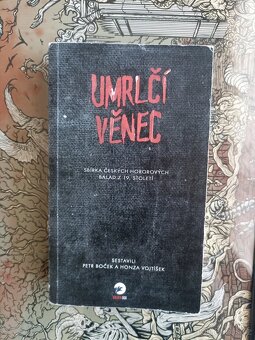 UMRLČÍ
VĚNEC
SBÍRKA ČESKÝCH HOROROVÝCH
BALAD Z 19. STOLETÍ
SESTAVILI
PETR BOČEK A HONZA VOJTÍŠEK